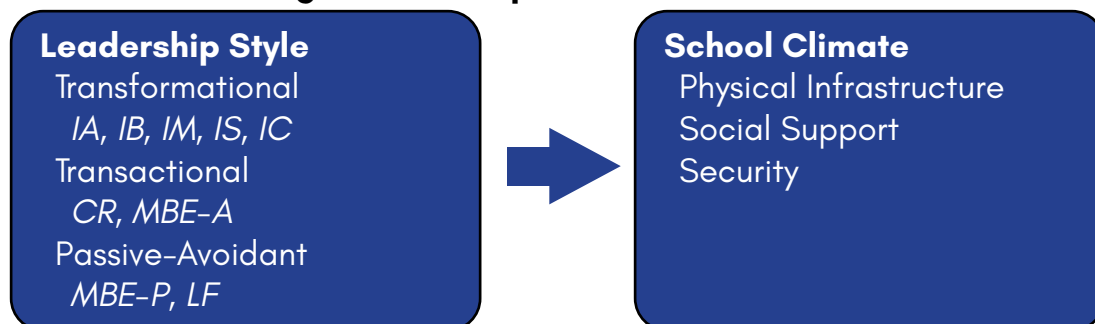 Leadership Style
Transformational
IA, IB, IM, IS, IC
Transactional
CR, MBE-A
Passive-Avoidant
MBE-P, LF
School Climate
Physical Infrastructure
Social Support
Security